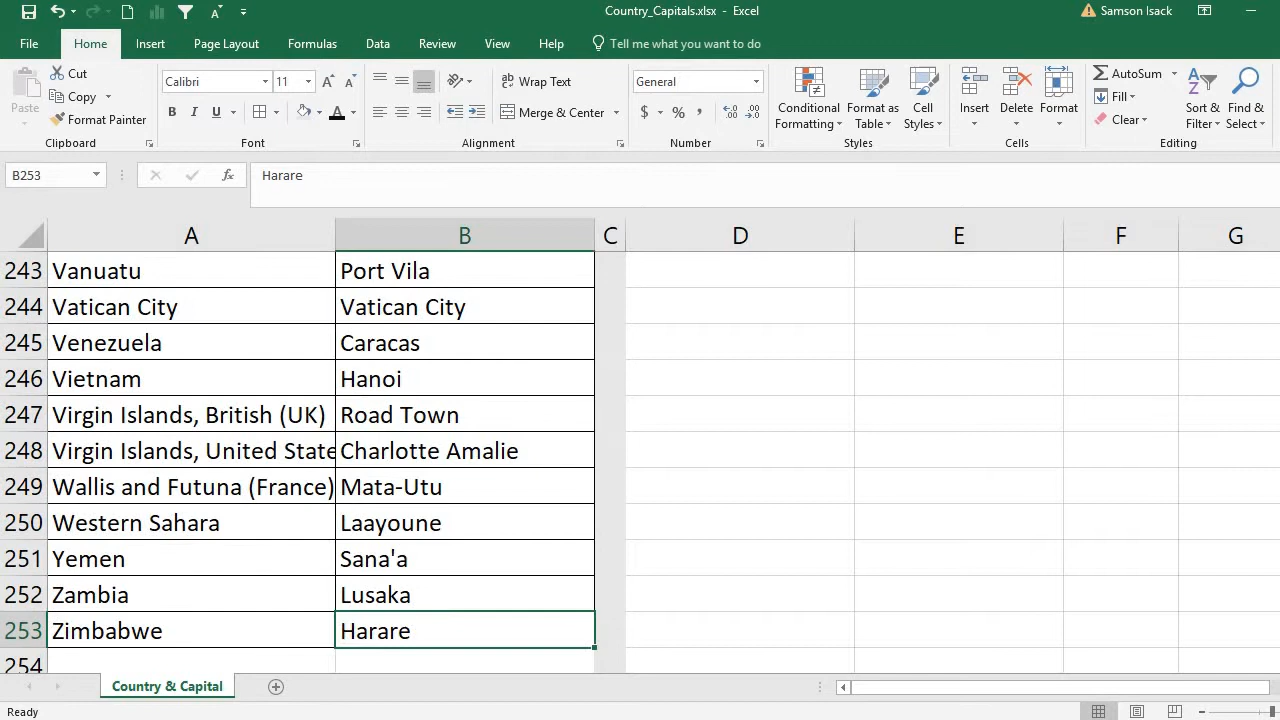 Country_Capitals.xlsx - Excel
Samson Isack
File Home Insert Page Layout Formulas Data Review View Help Tell me what you want to do
Paste
Cut
Copy
Format Painter
Clipboard
Calibri 11
B I U A
Font
Wrap Text
Merge & Center
Alignment
General
$ % ,
Number
Conditional Formatting
Format as Table
Cell Styles
Styles
Insert Delete Format
Cells
AutoSum
Fill
Clear
Sort & Filter
Find & Select
Editing
B253 fx Harare
A B C D E F G
243 Vanuatu Port Vila
244 Vatican City Vatican City
245 Venezuela Caracas
246 Vietnam Hanoi
247 Virgin Islands, British (UK) Road Town
248 Virgin Islands, United State Charlotte Amalie
249 Wallis and Futuna (France) Mata-Utu
250 Western Sahara Laayoune
251 Yemen Sana'a
252 Zambia Lusaka
253 Zimbabwe Harare
254
Country & Capital
Ready